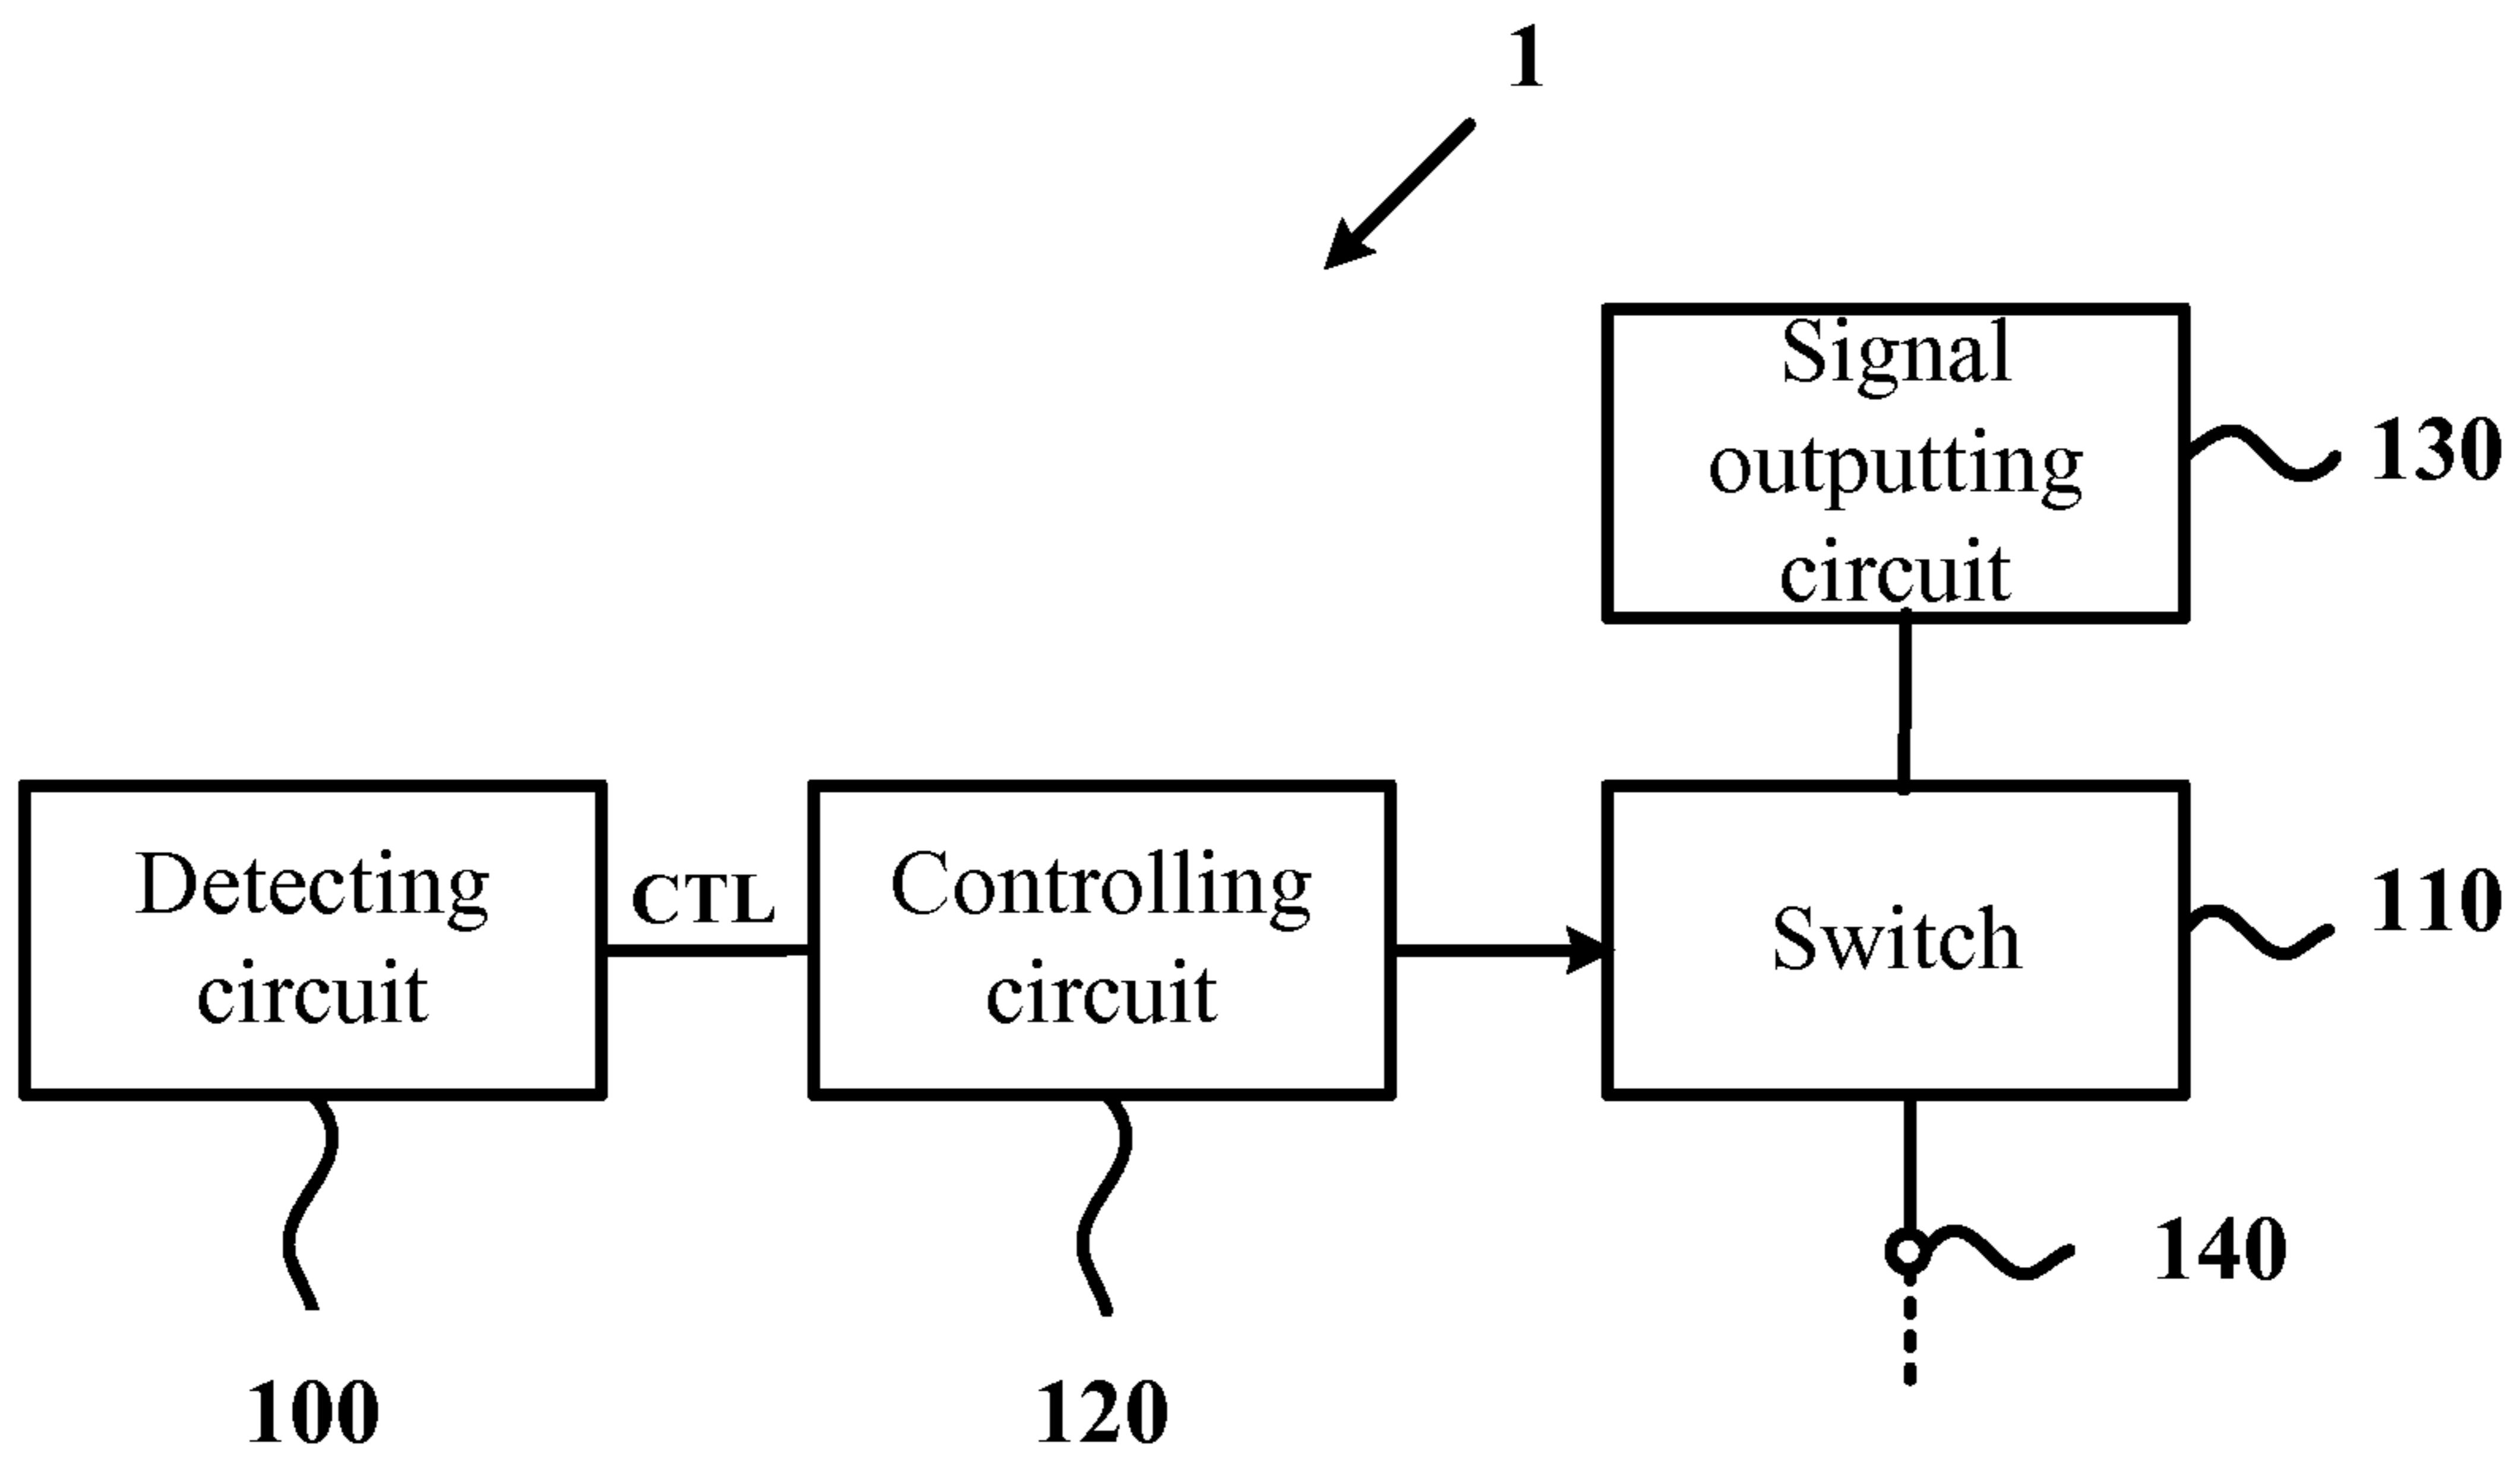 1
Signal
outputting
circuit
130
Detecting
circuit
CTL
Controlling
circuit
Switch
110
140
100
120